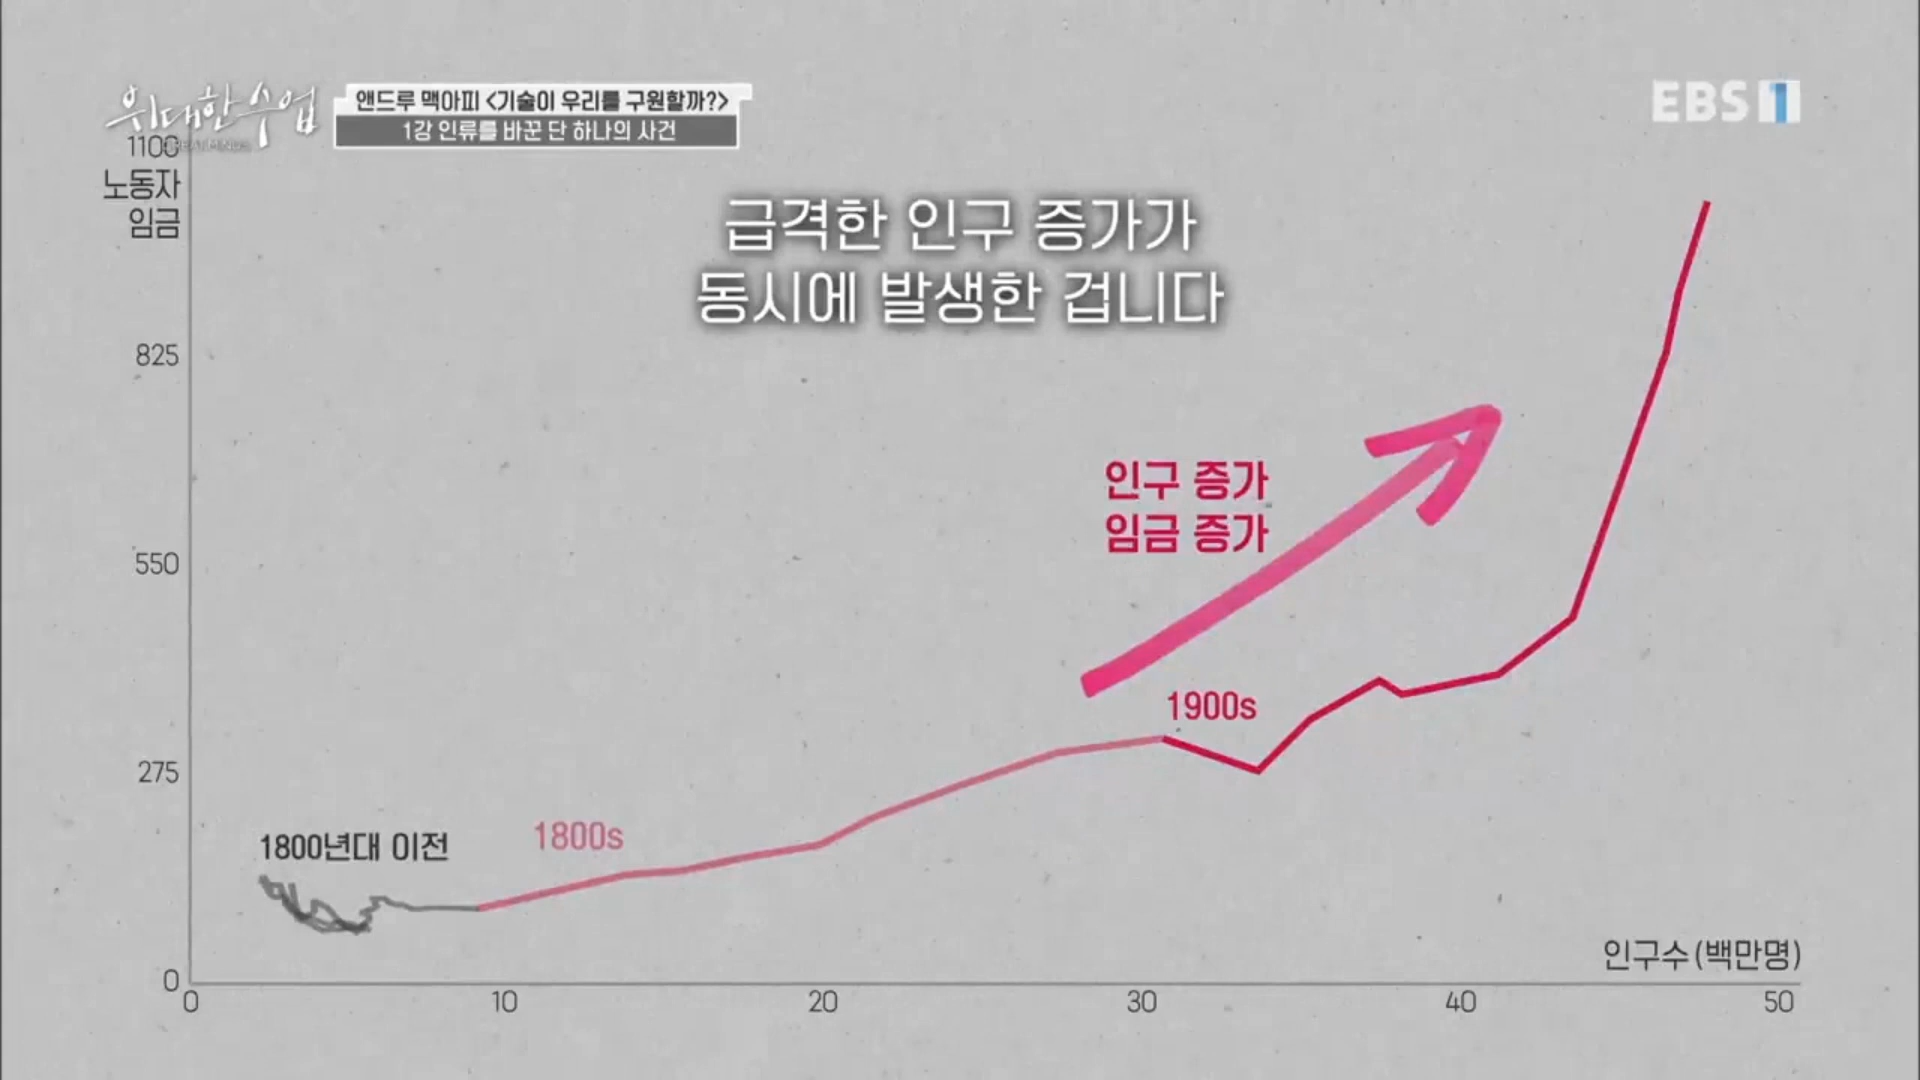 위대한 수업
GREAT MINDS
앤드루 맥아피 <기술이 우리를 구원할까?>
1강 인류를 바꾼 단 하나의 사건
EBS 1
급격한 인구 증가가
동시에 발생한 겁니다
1100
노동자
임금
825
550
275
0
인구 증가
임금 증가
1900s
1800s
1800년대 이전
인구수 (백만명)
0 10 20 30 40 50